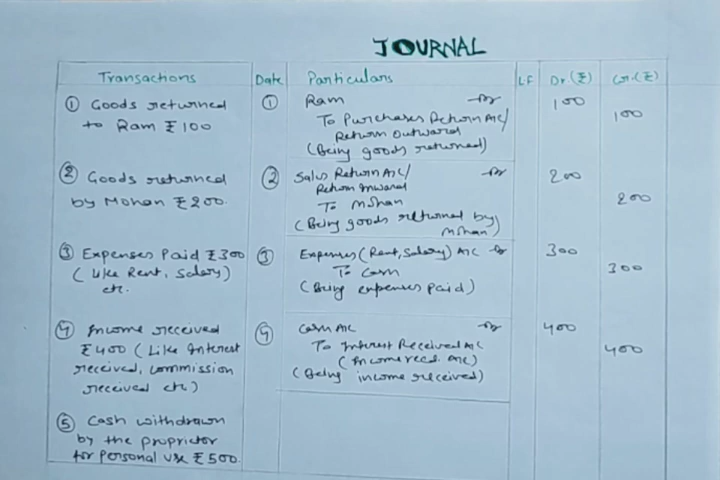 JOURNAL
Transactions Date Particulars LF Dr.(₹) Cr.(₹)
① Goods returned
to Ram ₹100
① Ram Dr 100
To Purchases Return A/C/ 100
Return Outward
(Being goods returned)
② Goods returned
by Mohan ₹200.
② Sales Return A/C/ Dr 200
Return Inward
To Mohan 200
(Being goods returned by
Mohan)
③ Expenses Paid ₹300
(Like Rent, Salary)
etc.
③ Expenses (Rent, Salary) A/C Dr 300
To Cash 300
(Being expenses paid)
④ Income received
₹400 (Like Interest
received, commission
received etc)
④ Cash A/C Dr 400
To Interest Received A/C 400
(Income recd. A/c)
(Being income received)
⑤ Cash withdrawn
by the proprietor
for personal use ₹500.